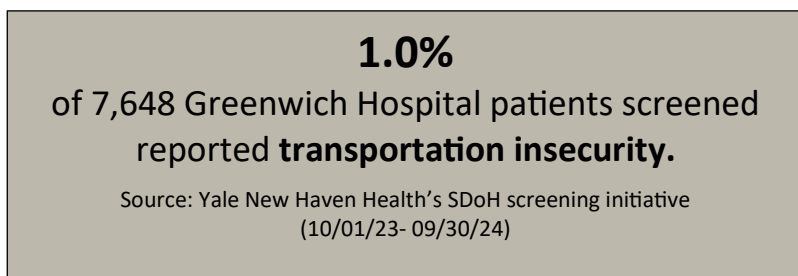 1.0%
of 7,648 Greenwich Hospital patients screened
reported transportation insecurity.
Source: Yale New Haven Health’s SDoH screening initiative
(10/01/23- 09/30/24)